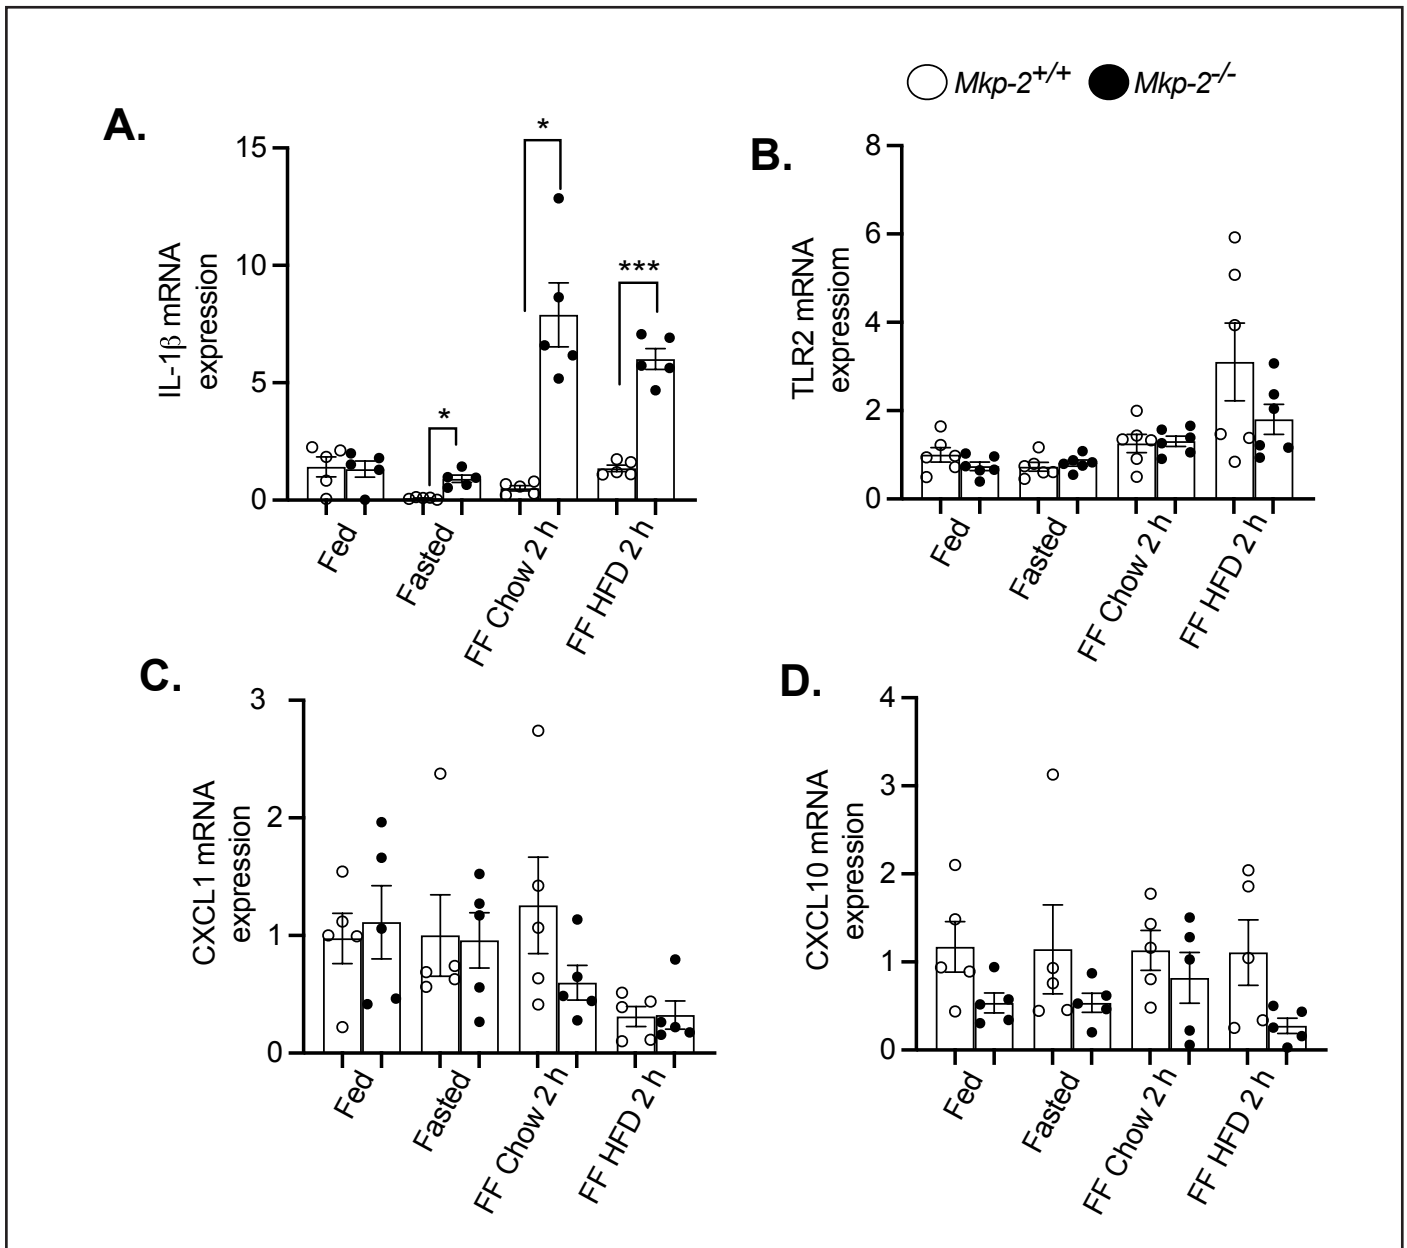 Mkp-2+/+ Mkp-2-/-
A.
IL-1β mRNA
expression
15
10
5
0
*
*
***
Fed
Fasted
FF Chow 2 h
FF HFD 2 h
B.
TLR2 mRNA
expressiom
8
6
4
2
0
Fed
Fasted
FF Chow 2 h
FF HFD 2 h
C.
CXCL1 mRNA
expression
3
2
1
0
Fed
Fasted
FF Chow 2 h
FF HFD 2 h
D.
CXCL10 mRNA
expression
4
3
2
1
0
Fed
Fasted
FF Chow 2 h
FF HFD 2 h